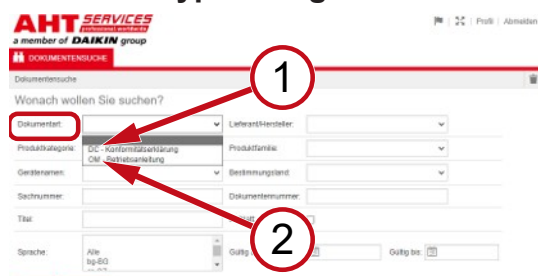 AHT SERVICES
professional worldwide
a member of DAIKIN group
Profil | Abmelden
DOKUMENTENSUCHE
Dokumentensuche
1
Wonach wollen Sie suchen?
Dokumentart:
Lieferant/Hersteller:
Produktkategorie:
DC - Konformitätserklärung
Produktfamilie:
OM - Betriebsanleitung
Gerätenamen:
Bestimmungsland:
Sachnummer:
Dokumentennummer:
Titel:
2
Sprache:
Alle
bg-BG
Gültig
Gültig bis: